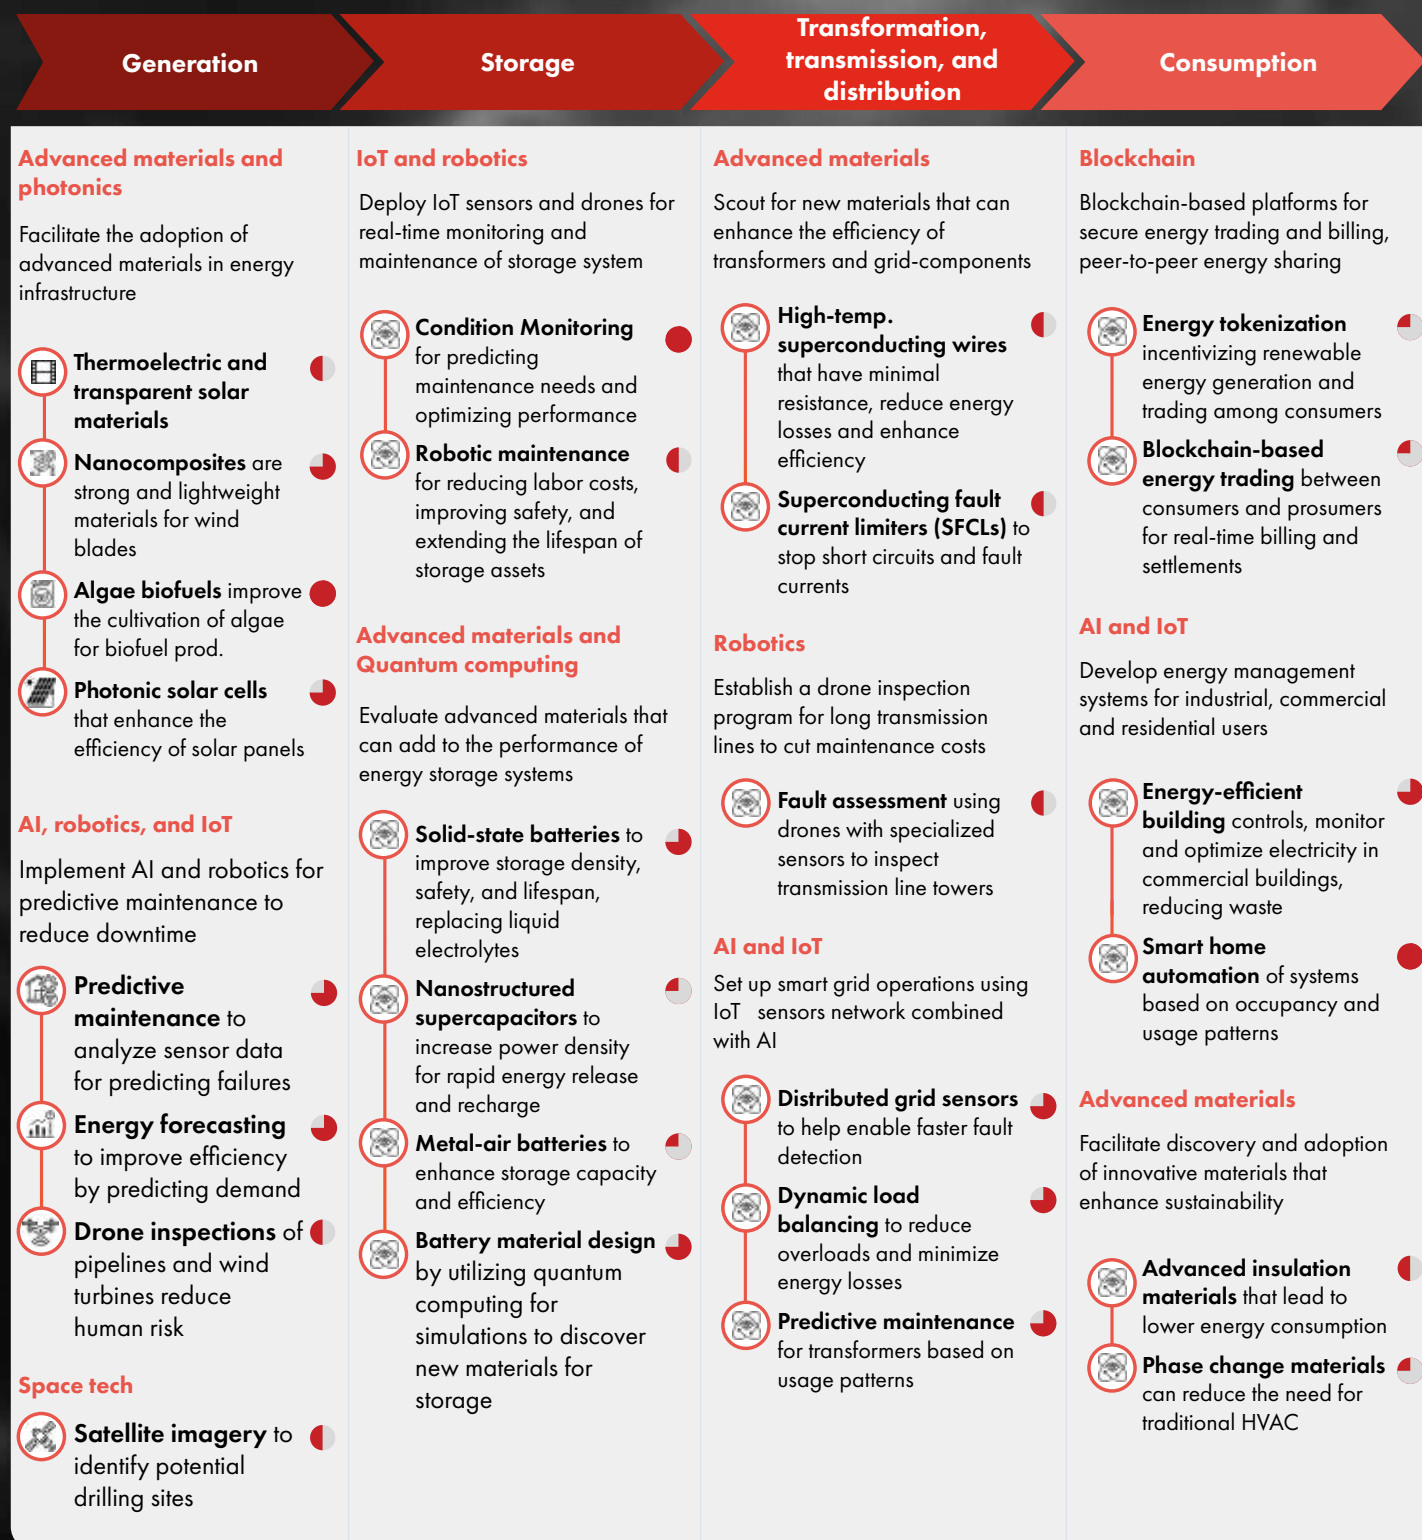 Generation
Storage
Transformation,
transmission, and
distribution
Consumption
Advanced materials and
photonics
Facilitate the adoption of
advanced materials in energy
infrastructure
Thermoelectric and
transparent solar
materials
Nanocomposites are
strong and lightweight
materials for wind
blades
Algae biofuels improve
the cultivation of algae
for biofuel prod.
Photonic solar cells
that enhance the
efficiency of solar panels
AI, robotics, and IoT
Implement AI and robotics for
predictive maintenance to
reduce downtime
Predictive
maintenance to
analyze sensor data
for predicting failures
Energy forecasting
to improve efficiency
by predicting demand
Drone inspections of
pipelines and wind
turbines reduce
human risk
Space tech
Satellite imagery to
identify potential
drilling sites
IoT and robotics
Deploy IoT sensors and drones for
real-time monitoring and
maintenance of storage system
Condition Monitoring
for predicting
maintenance needs and
optimizing performance
Robotic maintenance
for reducing labor costs,
improving safety, and
extending the lifespan of
storage assets
Advanced materials and
Quantum computing
Evaluate advanced materials that
can add to the performance of
energy storage systems
Solid-state batteries to
improve storage density,
safety, and lifespan,
replacing liquid
electrolytes
Nanostructured
supercapacitors to
increase power density
for rapid energy release
and recharge
Metal-air batteries to
enhance storage capacity
and efficiency
Battery material design
by utilizing quantum
computing for
simulations to discover
new materials for
storage
Advanced materials
Scout for new materials that can
enhance the efficiency of
transformers and grid-components
High-temp.
superconducting wires
that have minimal
resistance, reduce energy
losses and enhance
efficiency
Superconducting fault
current limiters (SFCLs) to
stop short circuits and fault
currents
Robotics
Establish a drone inspection
program for long transmission
lines to cut maintenance costs
Fault assessment using
drones with specialized
sensors to inspect
transmission line towers
AI and IoT
Set up smart grid operations using
IoT sensors network combined
with AI
Distributed grid sensors
to help enable faster fault
detection
Dynamic load
balancing to reduce
overloads and minimize
energy losses
Predictive maintenance
for transformers based on
usage patterns
Blockchain
Blockchain-based platforms for
secure energy trading and billing,
peer-to-peer energy sharing
Energy tokenization
incentivizing renewable
energy generation and
trading among consumers
Blockchain-based
energy trading between
consumers and prosumers
for real-time billing and
settlements
AI and IoT
Develop energy management
systems for industrial, commercial
and residential users
Energy-efficient
building controls, monitor
and optimize electricity in
commercial buildings,
reducing waste
Smart home
automation of systems
based on occupancy and
usage patterns
Advanced materials
Facilitate discovery and adoption
of innovative materials that
enhance sustainability
Advanced insulation
materials that lead to
lower energy consumption
Phase change materials
can reduce the need for
traditional HVAC